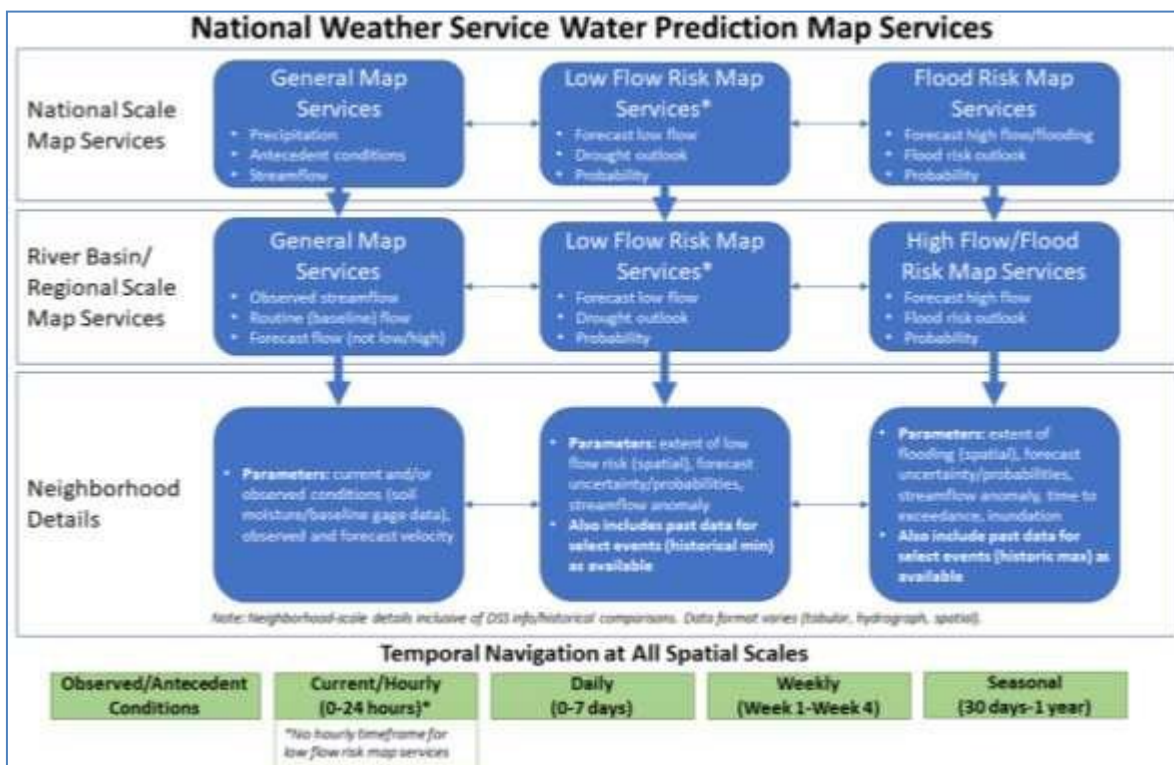 National Weather Service Water Prediction Map Services
National Scale
Map Services
General Map
Services
• Precipitation
• Antecedent conditions
• Streamflow
Low Flow Risk Map
Services*
• Forecast low flow
• Drought outlook
• Probability
Flood Risk Map
Services
• Forecast high flow/flooding
• Flood risk outlook
• Probability
River Basin/
Regional Scale
Map Services
General Map
Services
• Observed streamflow
• Routine (baseline) flow
• Forecast flow (not low/high)
Low Flow Risk Map
Services*
• Forecast low flow
• Drought outlook
• Probability
High Flow/Flood
Risk Map Services
• Forecast high flow
• Flood risk outlook
• Probability
Neighborhood
Details
• Parameters: current and/or
observed conditions (soil
moisture/baseline gage data),
observed and forecast velocity
• Parameters: extent of low
flow risk (spatial), forecast
uncertainty/probabilities,
streamflow anomaly
• Also includes past data for
select events (historical min)
as available
• Parameters: extent of
flooding (spatial), forecast
uncertainty/probabilities,
streamflow anomaly, time to
exceedance, inundation
• Also include past data for
select events (historic max) as
available
Note: Neighborhood-scale details inclusive of DSS info/historical comparisons. Data format varies (tabular, hydrograph, spatial).
Temporal Navigation at All Spatial Scales
Observed/Antecedent
Conditions
Current/Hourly
(0-24 hours)*
*No hourly timeframe for
low flow risk map services
Daily
(0-7 days)
Weekly
(Week 1-Week 4)
Seasonal
(30 days-1 year)